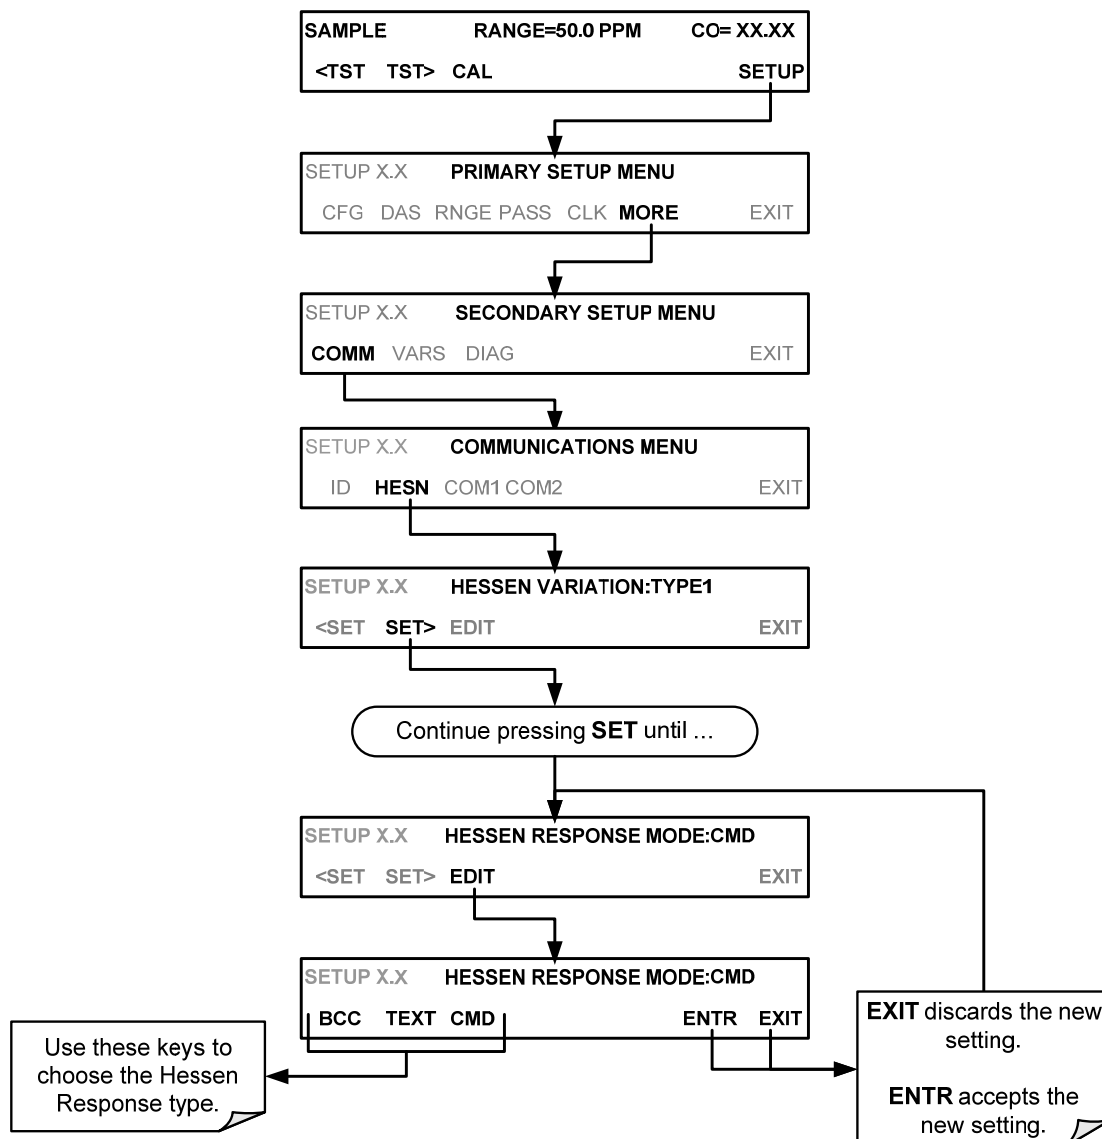 SAMPLE RANGE=50.0 PPM CO= XX.XX
<TST TST> CAL SETUP
SETUP X.X PRIMARY SETUP MENU
CFG DAS RNGE PASS CLK MORE EXIT
SETUP X.X SECONDARY SETUP MENU
COMM VARS DIAG EXIT
SETUP X.X COMMUNICATIONS MENU
ID HESN COM1 COM2 EXIT
SETUP X.X HESSEN VARIATION:TYPE1
<SET SET> EDIT EXIT
Continue pressing SET until ...
SETUP X.X HESSEN RESPONSE MODE:CMD
<SET SET> EDIT EXIT
SETUP X.X HESSEN RESPONSE MODE:CMD
BCC TEXT CMD ENTR EXIT
Use these keys to
choose the Hessen
Response type.
EXIT discards the new
setting.
ENTR accepts the
new setting.